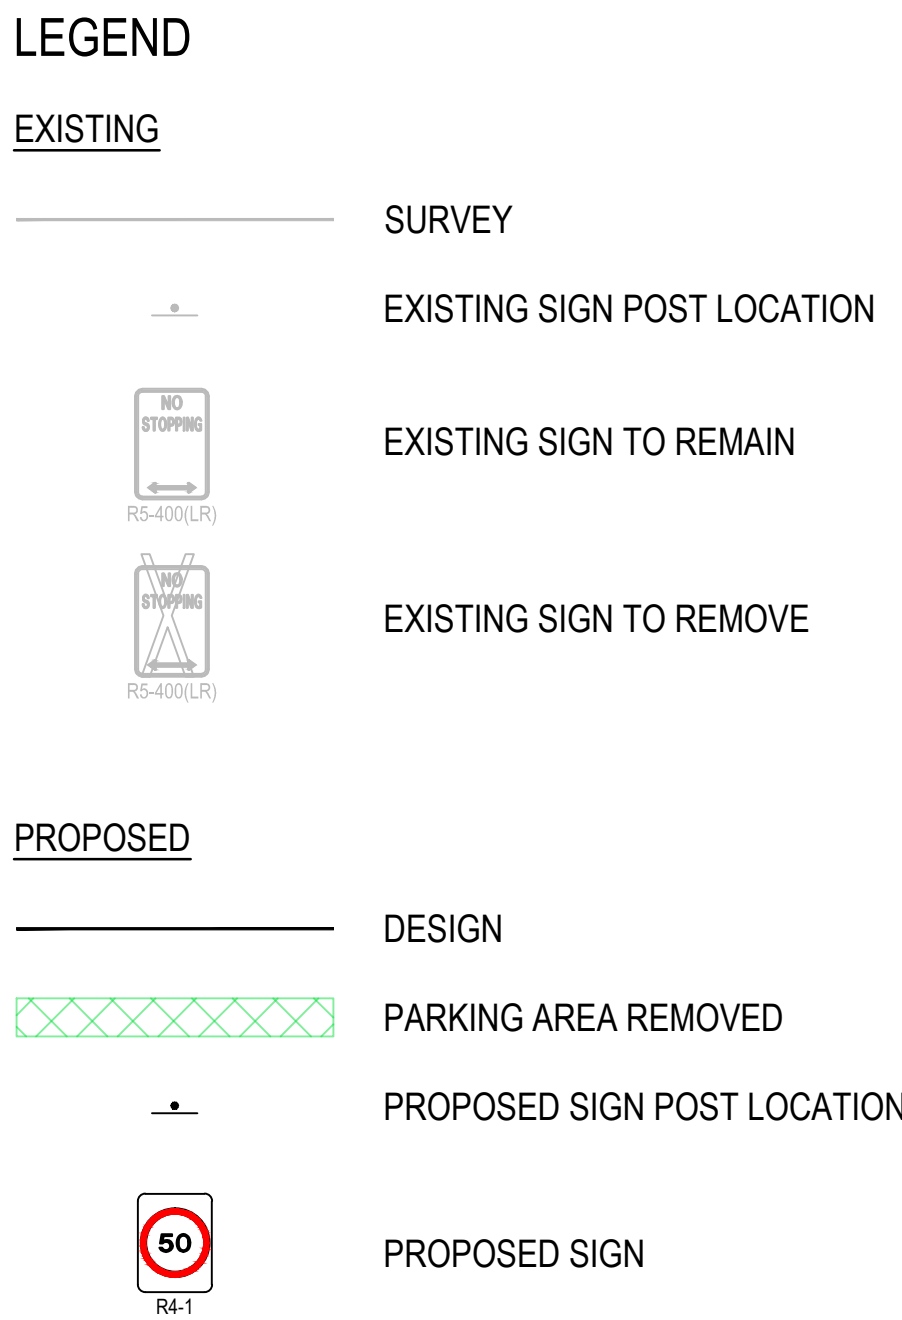 LEGEND
EXISTING
SURVEY
EXISTING SIGN POST LOCATION
NO
STOPPING
R5-400(LR)
EXISTING SIGN TO REMAIN
NO
STOPPING
R5-400(LR)
EXISTING SIGN TO REMOVE
PROPOSED
DESIGN
PARKING AREA REMOVED
PROPOSED SIGN POST LOCATION
50
R4-1
PROPOSED SIGN